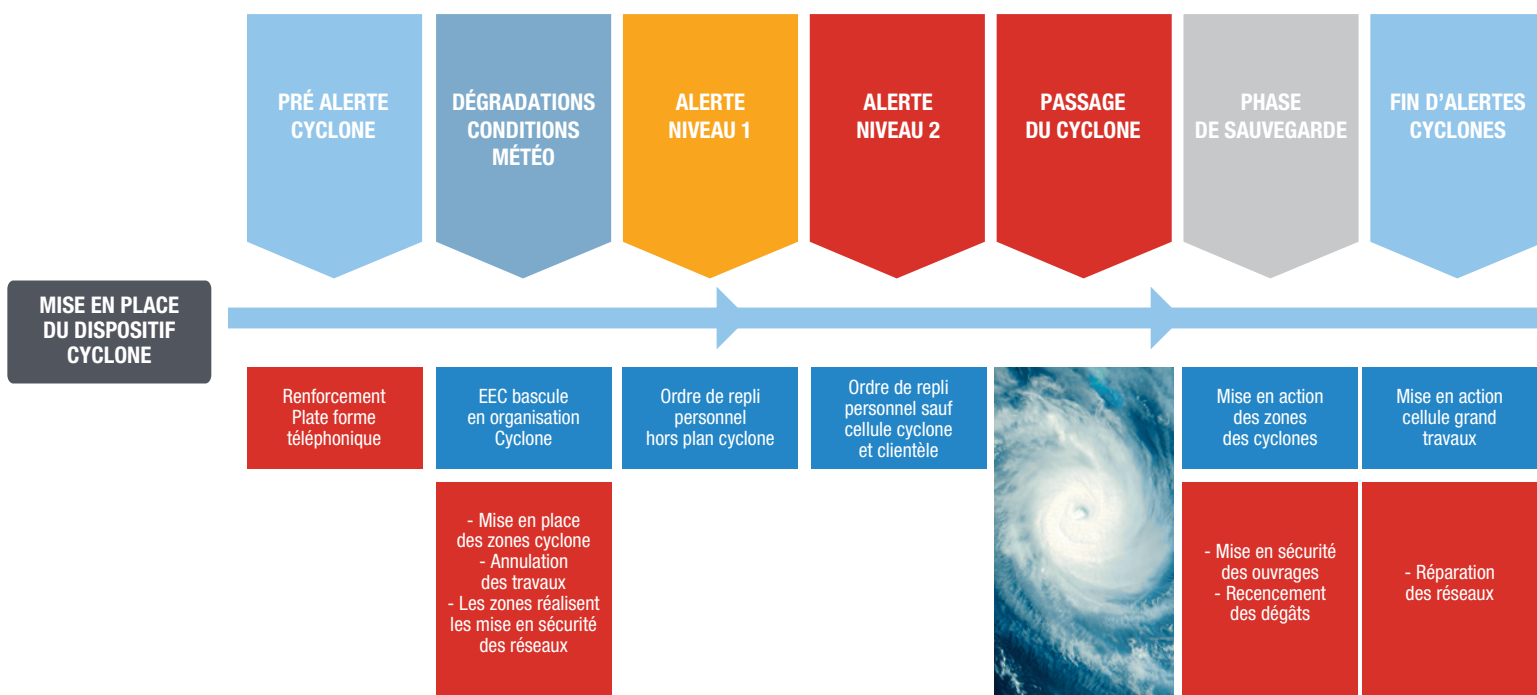 PRÉ ALERTE
CYCLONE
DÉGRADATIONS
CONDITIONS
MÉTÉO
ALERTE
NIVEAU 1
ALERTE
NIVEAU 2
PASSAGE
DU CYCLONE
PHASE
DE SAUVEGARDE
FIN D’ALERTES
CYCLONES
MISE EN PLACE
DU DISPOSITIF
CYCLONE
Renforcement
Plate forme
téléphonique
EEC bascule
en organisation
Cyclone
Ordre de repli
personnel
hors plan cyclone
Ordre de repli
personnel sauf
cellule cyclone
et clientèle
Mise en action
des zones
des cyclones
Mise en action
cellule grand
travaux
- Mise en place
des zones cyclone
- Annulation
des travaux
- Les zones réalisent
les mise en sécurité
des réseaux
- Mise en sécurité
des ouvrages
- Recencement
des dégâts
- Réparation
des réseaux